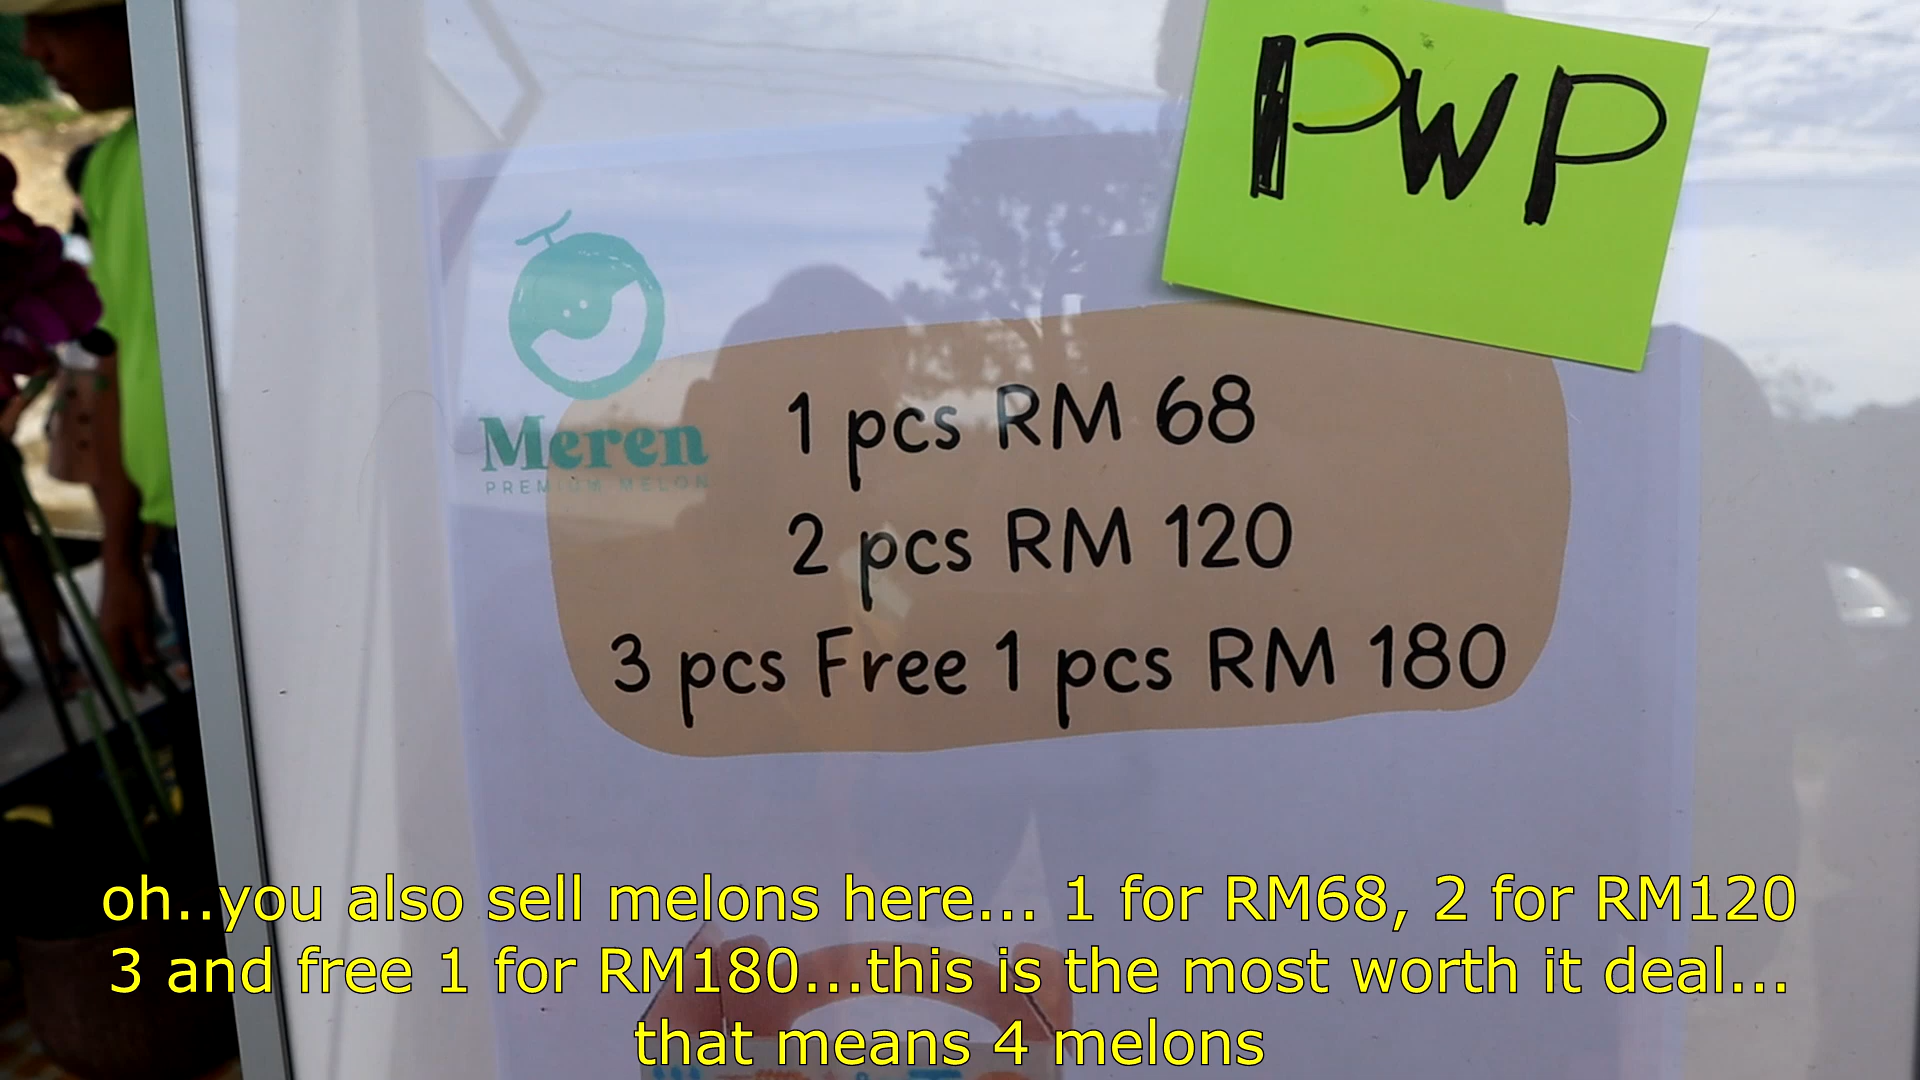 PWP
Meren
PREMIUM MELON
1 pcs RM 68
2 pcs RM 120
3 pcs Free 1 pcs RM 180
oh..you also sell melons here... 1 for RM68, 2 for RM120
3 and free 1 for RM180...this is the most worth it deal...
that means 4 melons